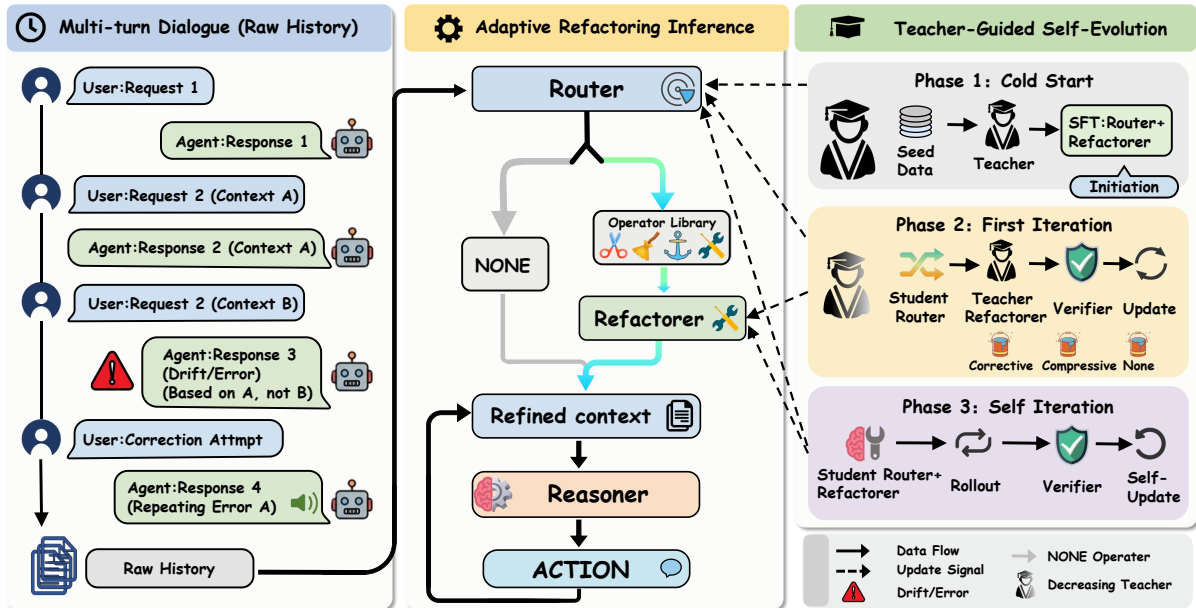 Multi-turn Dialogue (Raw History)
User:Request 1
Agent:Response 1
User:Request 2 (Context A)
Agent:Response 2 (Context A)
User:Request 2 (Context B)
Agent:Response 3
(Drift/Error)
(Based on A, not B)
User:Correction Attmpt
Agent:Response 4
(Repeating Error A)
Raw History
Adaptive Refactoring Inference
Router
Operator Library
NONE
Refactorer
Refined context
Reasoner
ACTION
Teacher-Guided Self-Evolution
Phase 1: Cold Start
Seed
Data
Teacher
SFT:Router+
Refactorer
Initiation
Phase 2: First Iteration
Student
Router
Teacher
Refactorer
Verifier
Update
Corrective
Compressive
None
Phase 3: Self Iteration
Student Router+
Refactorer
Rollout
Verifier
Self-
Update
Data Flow
Update Signal
Drift/Error
NONE Operater
Decreasing Teacher